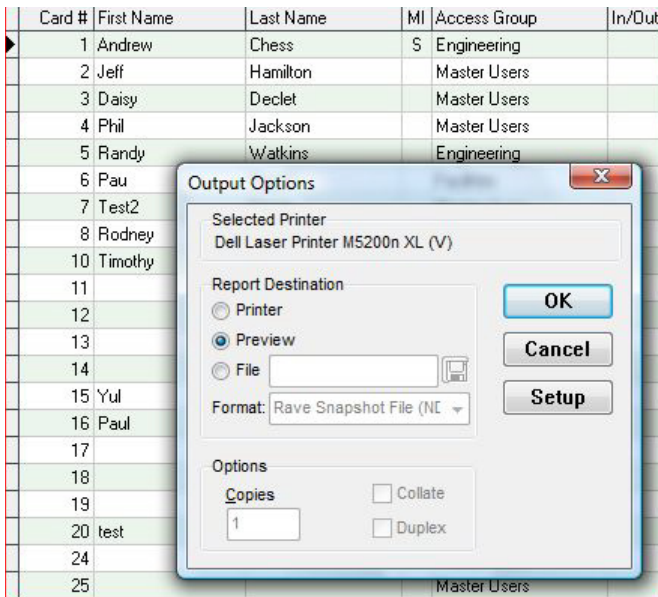 Card # First Name Last Name MI Access Group In/Out
1 Andrew Chess S Engineering
2 Jeff Hamilton Master Users
3 Daisy Declet Master Users
4 Phil Jackson Master Users
5 Randy Watkins Engineering
6 Pau
7 Test2
8 Rodney
10 Timothy
11
12
13
14
15 Yul
16 Paul
17
18
19
20 test
24
25 Master Users
Output Options
Selected Printer
Dell Laser Printer M5200n XL (V)
Report Destination
Printer
Preview
File
Format: Rave Snapshot File (ND
Options
Copies
1
Collate
Duplex
OK
Cancel
Setup